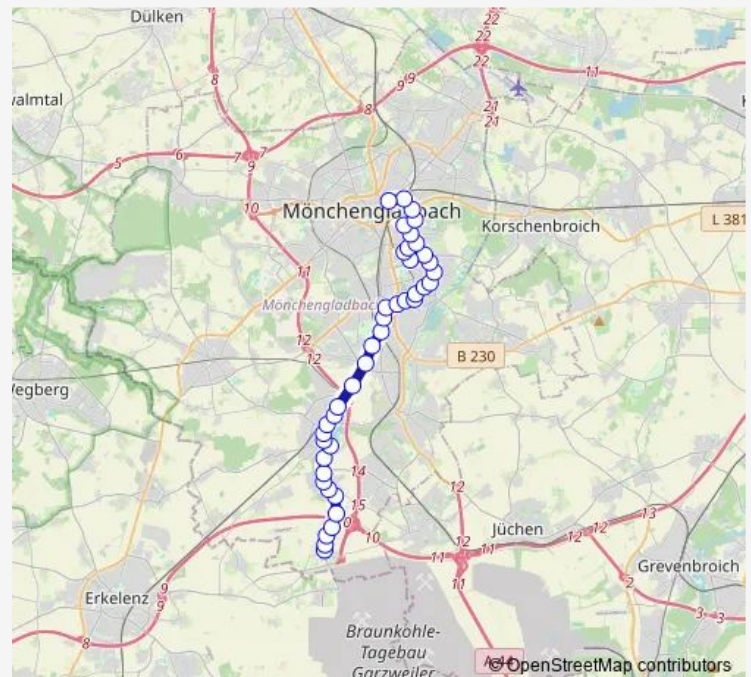 Dülken
22
22
22
11
9
9
8
8
21
21
walmtal
5
6
7
7
9
10
Mönchengladbach
L 381
Korschenbroich
11
Mönchengladbach
12
12
B 230
Wegberg
14
12
15
10
Jüchen
12
12
13
11
11
12
11
Grevenbroich
2
3
3
9
9
Erkelenz
8
Braunkohle-
Tagebau
Garzweiler
© OpenStreetMap contributors